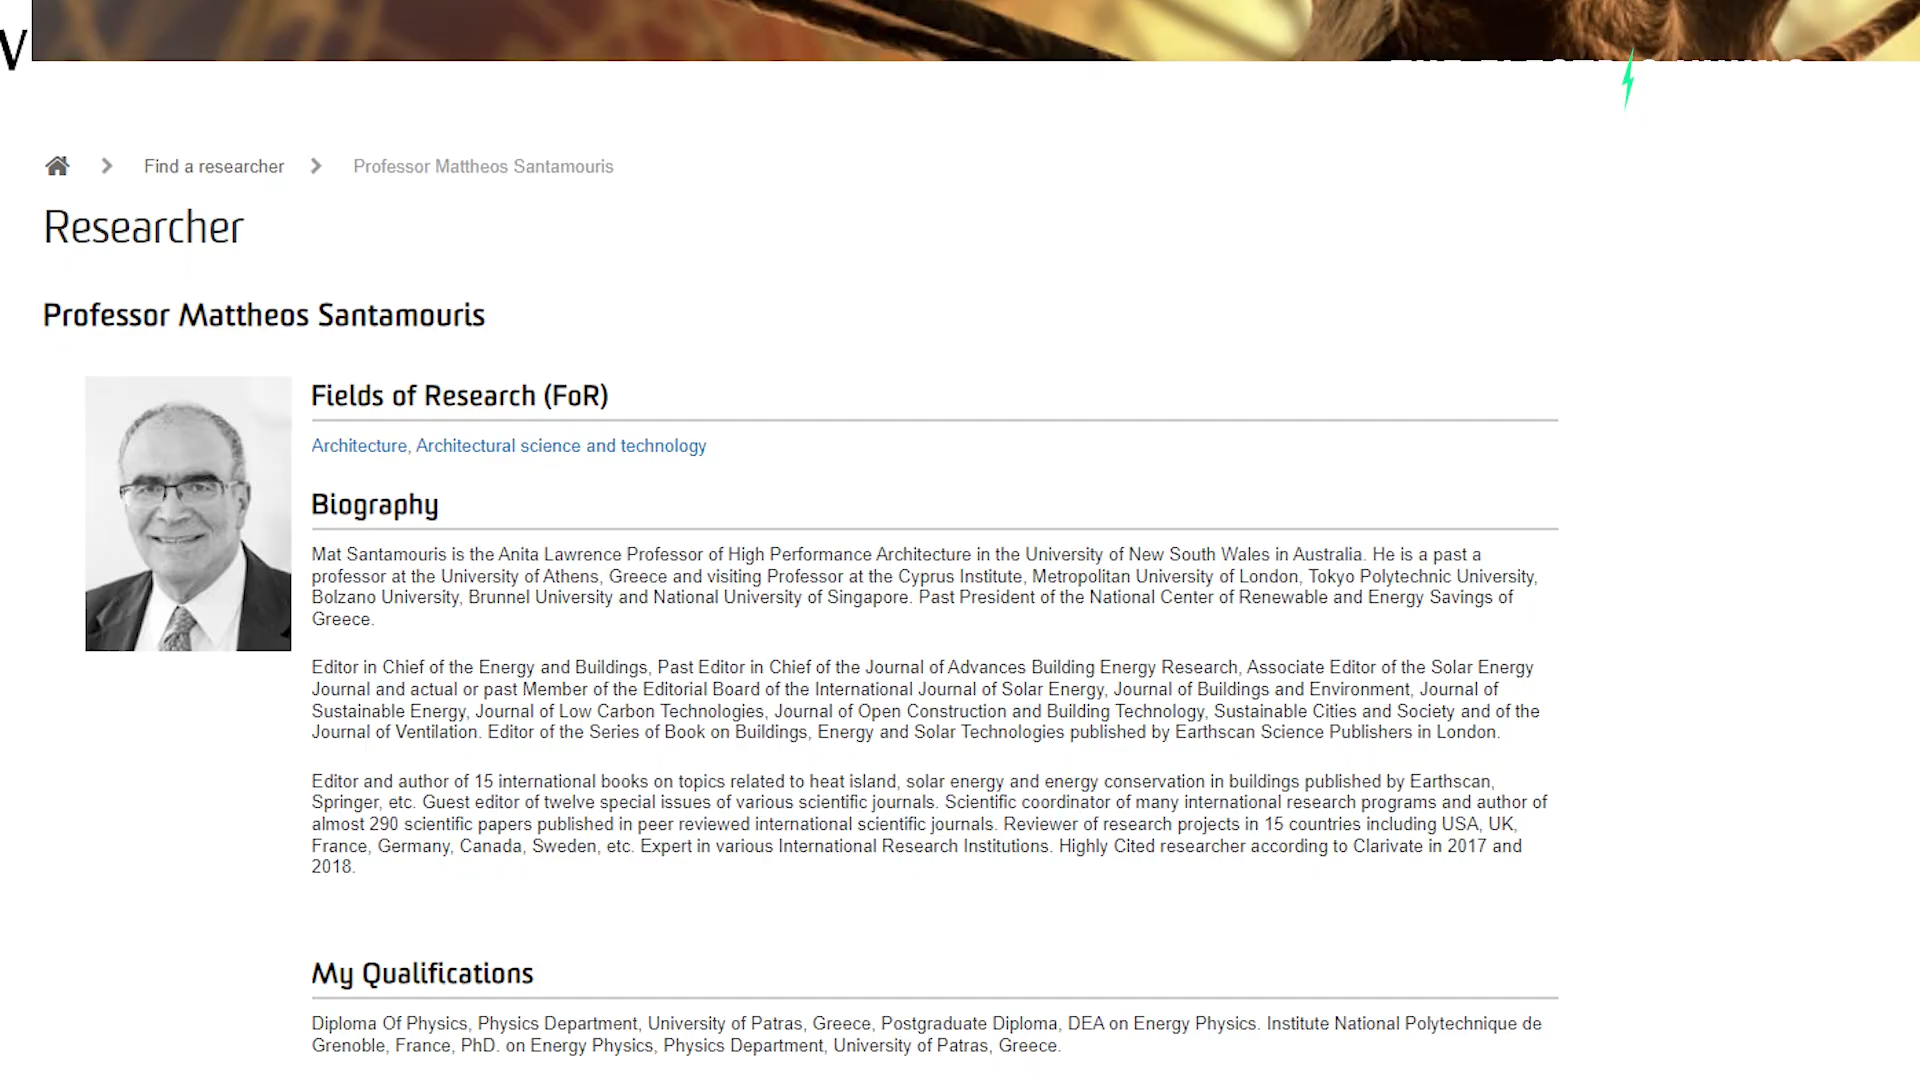 V
Find a researcher
Professor Mattheos Santamouris
Researcher
Professor Mattheos Santamouris
Fields of Research (FoR)
Architecture, Architectural science and technology
Biography
Mat Santamouris is the Anita Lawrence Professor of High Performance Architecture in the University of New South Wales in Australia. He is a past a
professor at the University of Athens, Greece and visiting Professor at the Cyprus Institute, Metropolitan University of London, Tokyo Polytechnic University,
Bolzano University, Brunnel University and National University of Singapore. Past President of the National Center of Renewable and Energy Savings of
Greece.
Editor in Chief of the Energy and Buildings, Past Editor in Chief of the Journal of Advances Building Energy Research, Associate Editor of the Solar Energy
Journal and actual or past Member of the Editorial Board of the International Journal of Solar Energy, Journal of Buildings and Environment, Journal of
Sustainable Energy, Journal of Low Carbon Technologies, Journal of Open Construction and Building Technology, Sustainable Cities and Society and of the
Journal of Ventilation. Editor of the Series of Book on Buildings, Energy and Solar Technologies published by Earthscan Science Publishers in London.
Editor and author of 15 international books on topics related to heat island, solar energy and energy conservation in buildings published by Earthscan,
Springer, etc. Guest editor of twelve special issues of various scientific journals. Scientific coordinator of many international research programs and author of
almost 290 scientific papers published in peer reviewed international scientific journals. Reviewer of research projects in 15 countries including USA, UK,
France, Germany, Canada, Sweden, etc. Expert in various International Research Institutions. Highly Cited researcher according to Clarivate in 2017 and
2018.
My Qualifications
Diploma Of Physics, Physics Department, University of Patras, Greece, Postgraduate Diploma, DEA on Energy Physics. Institute National Polytechnique de
Grenoble, France, PhD. on Energy Physics, Physics Department, University of Patras, Greece.